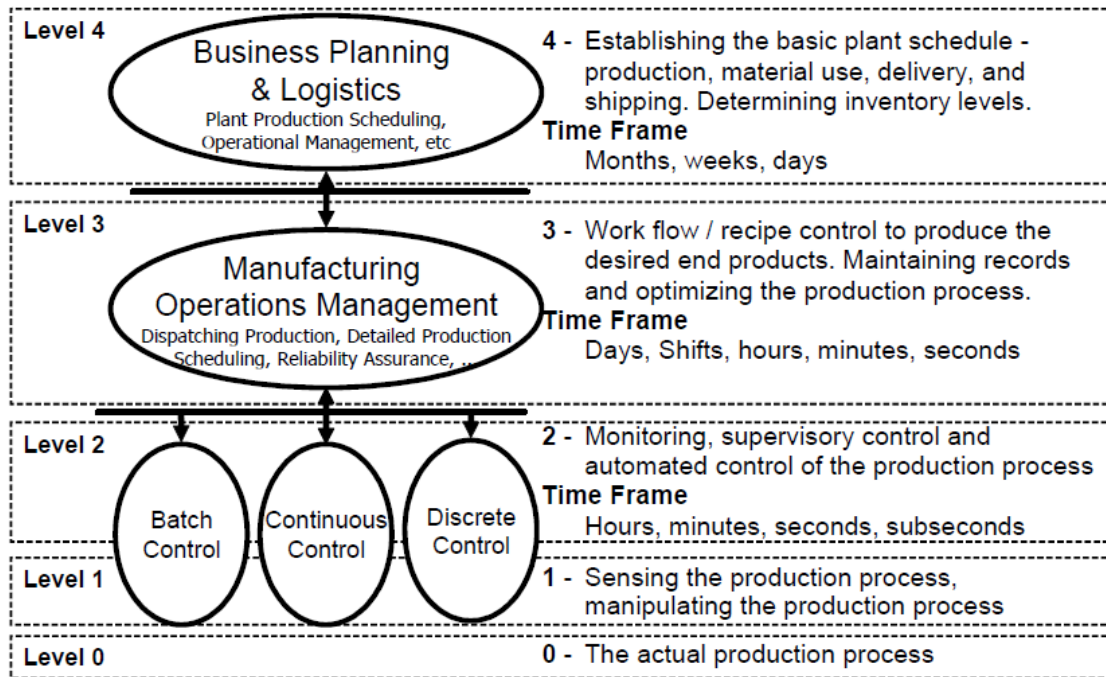 Level 4
Business Planning
& Logistics
Plant Production Scheduling,
Operational Management, etc
4 - Establishing the basic plant schedule -
production, material use, delivery, and
shipping. Determining inventory levels.
Time Frame
Months, weeks, days
Level 3
Manufacturing
Operations Management
Dispatching Production, Detailed Production
Scheduling, Reliability Assurance, ...
3 - Work flow / recipe control to produce the
desired end products. Maintaining records
and optimizing the production process.
Time Frame
Days, Shifts, hours, minutes, seconds
Level 2
Batch
Control
Continuous
Control
Discrete
Control
2 - Monitoring, supervisory control and
automated control of the production process
Time Frame
Hours, minutes, seconds, subseconds
Level 1
1 - Sensing the production process,
manipulating the production process
Level 0
0 - The actual production process